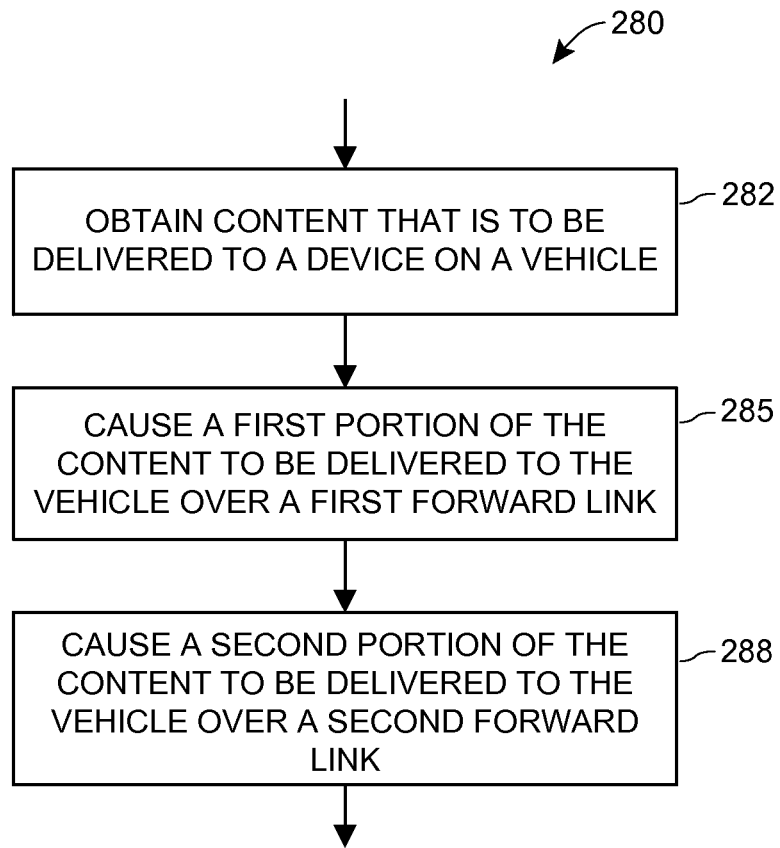 280
OBTAIN CONTENT THAT IS TO BE
DELIVERED TO A DEVICE ON A VEHICLE
282
CAUSE A FIRST PORTION OF THE
CONTENT TO BE DELIVERED TO THE
VEHICLE OVER A FIRST FORWARD LINK
285
CAUSE A SECOND PORTION OF THE
CONTENT TO BE DELIVERED TO THE
VEHICLE OVER A SECOND FORWARD
LINK
288